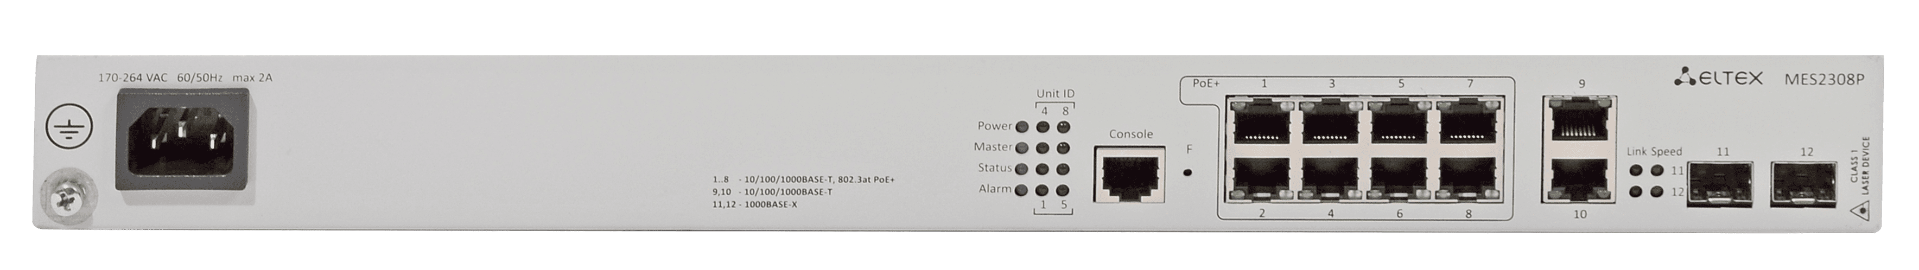 170-264 VAC 60/50Hz max 2A
1..8 - 10/100/1000BASE-T, 802.3at PoE+
9,10 - 10/100/1000BASE-T
11,12 - 1000BASE-X
Unit ID
4 8
Power
Master
Status
Alarm
1 5
Console
F
PoE+ 1 3 5 7
2 4 6 8
9
10
Link Speed
11
12
11 12
ELTEX MES2308P
CLASS 1
LASER DEVICE